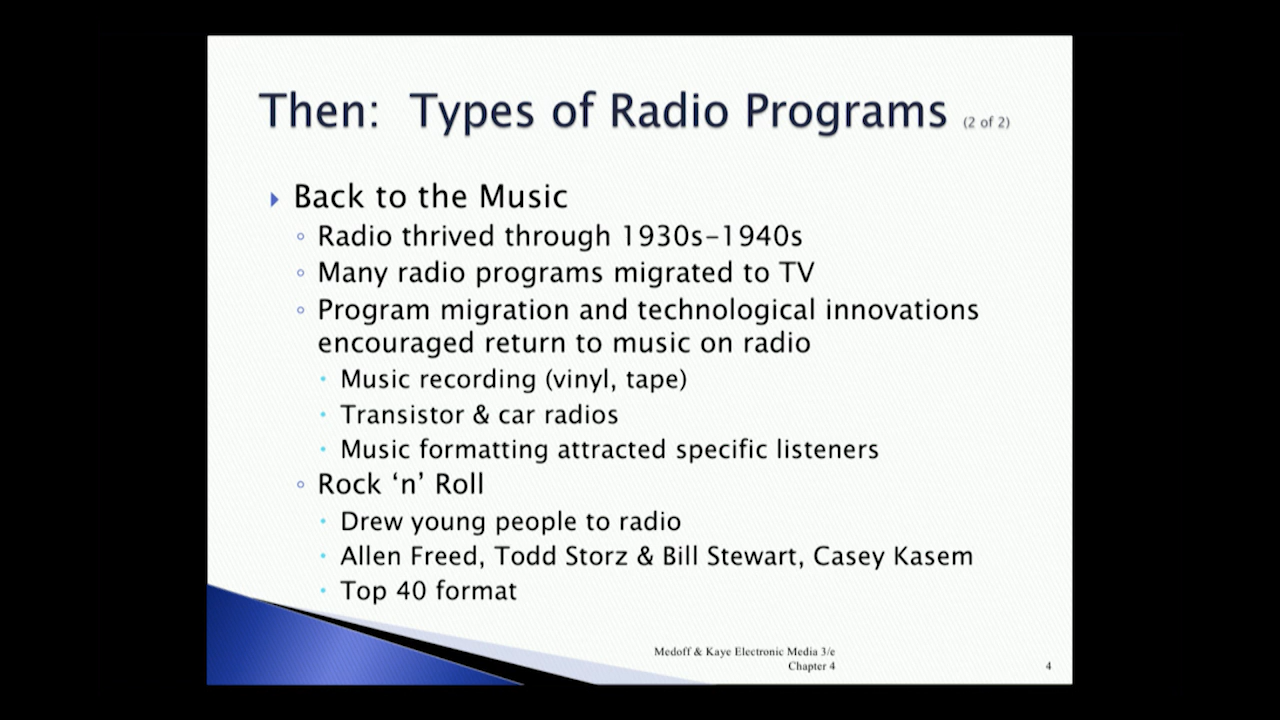 Then: Types of Radio Programs (2 of 2)
Back to the Music
Radio thrived through 1930s–1940s
Many radio programs migrated to TV
Program migration and technological innovations
encouraged return to music on radio
Music recording (vinyl, tape)
Transistor & car radios
Music formatting attracted specific listeners
Rock ‘n’ Roll
Drew young people to radio
Allen Freed, Todd Storz & Bill Stewart, Casey Kasem
Top 40 format
Medoff & Kaye Electronic Media 3/e
Chapter 4
4